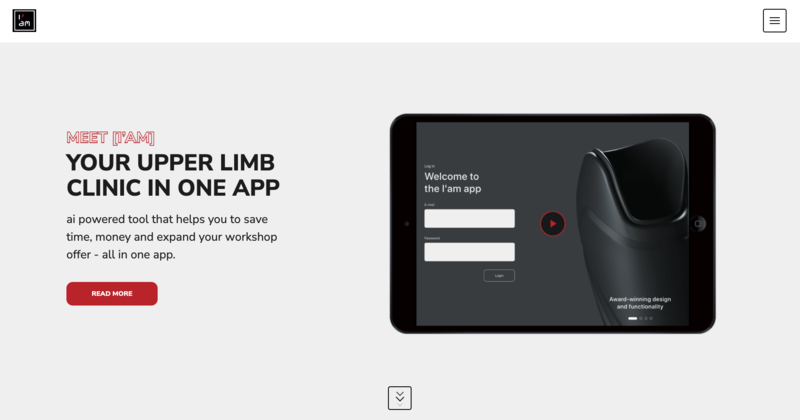 I'
am
MEET [I'AM]
YOUR UPPER LIMB
CLINIC IN ONE APP
ai powered tool that helps you to save
time, money and expand your workshop
offer - all in one app.
READ MORE
Log in
Welcome to
the I'am app
E-mail
Password
Login
Award-winning design
and functionality